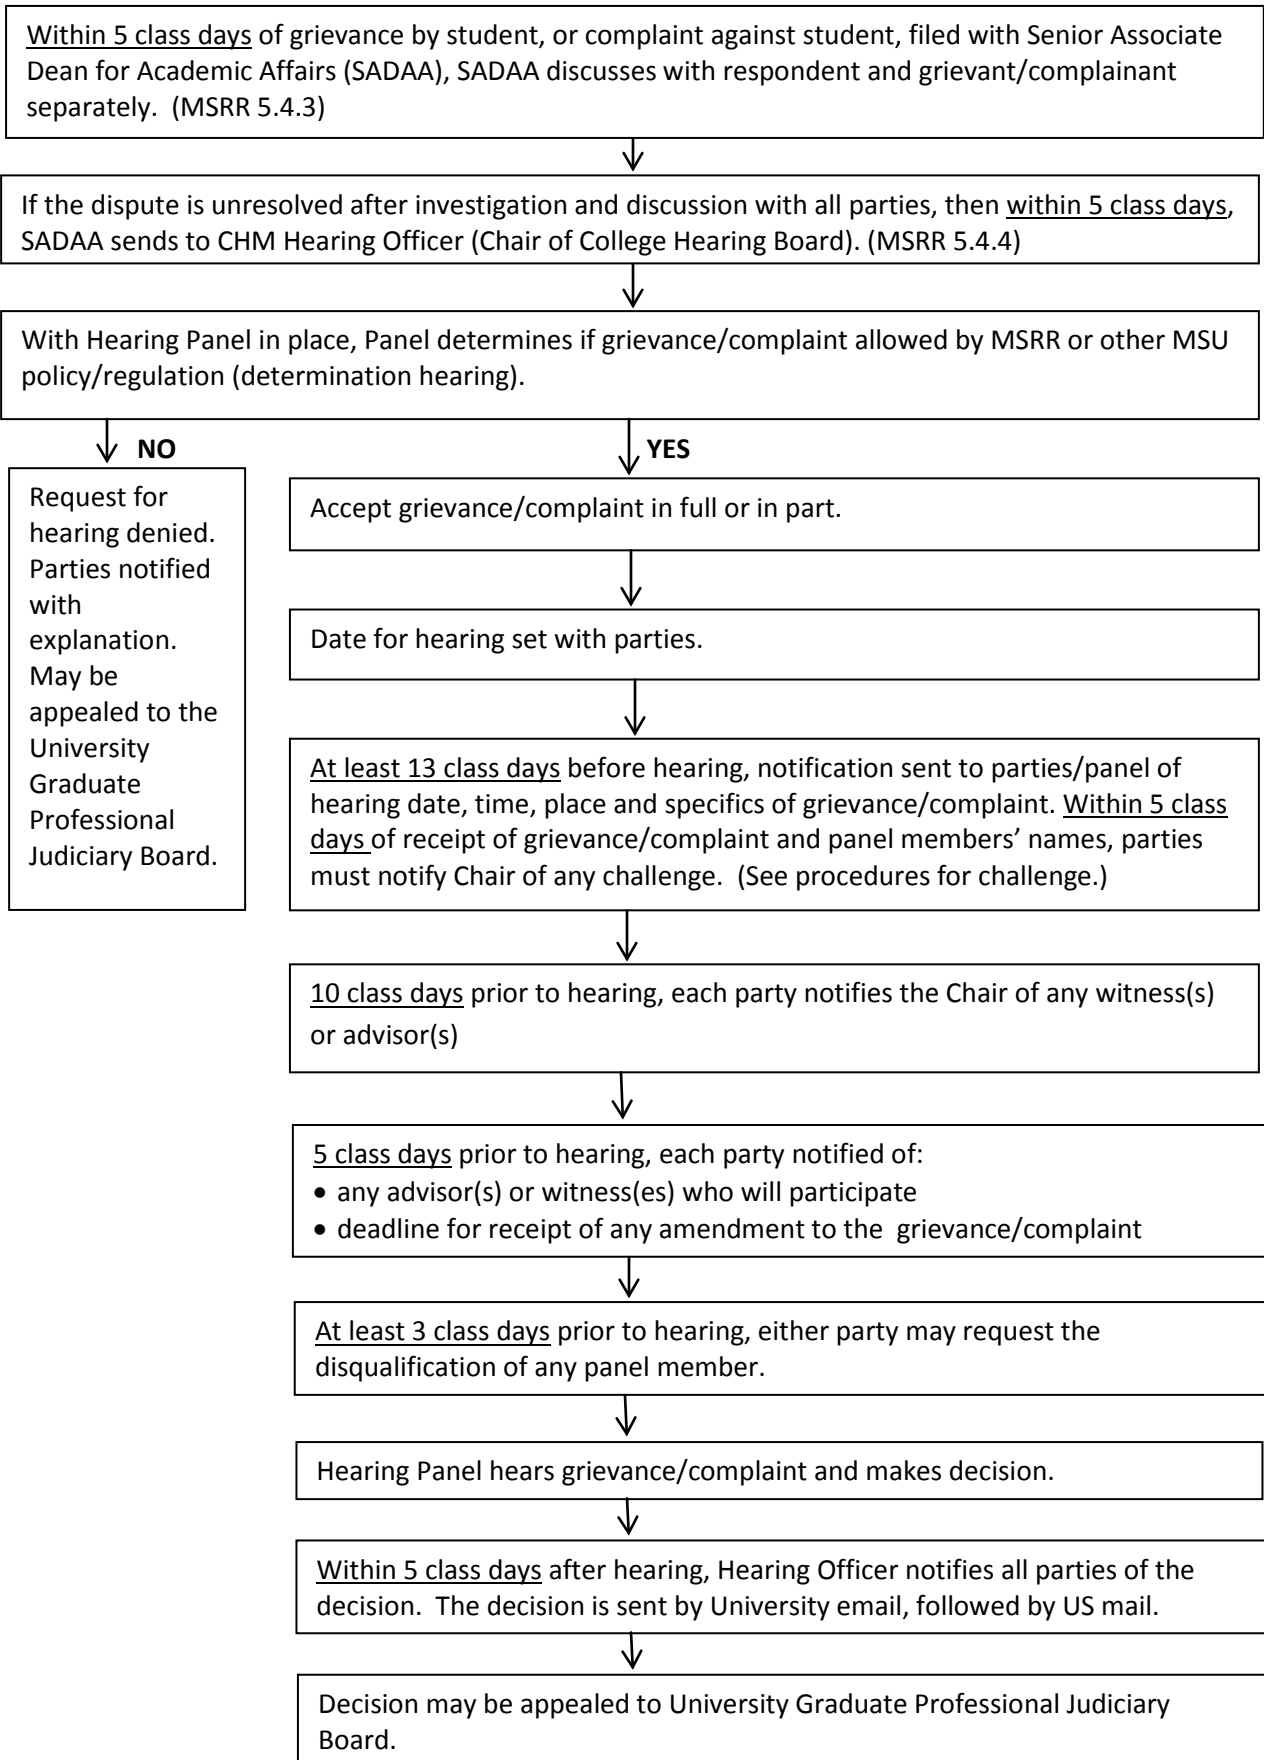 Within 5 class days of grievance by student, or complaint against student, filed with Senior Associate
Dean for Academic Affairs (SADAA), SADAA discusses with respondent and grievant/complainant
separately.  (MSRR 5.4.3)
If the dispute is unresolved after investigation and discussion with all parties, then within 5 class days,
SADAA sends to CHM Hearing Officer (Chair of College Hearing Board). (MSRR 5.4.4)
With Hearing Panel in place, Panel determines if grievance/complaint allowed by MSRR or other MSU
policy/regulation (determination hearing).
NO
Request for
hearing denied.
Parties notified
with
explanation.
May be
appealed to the
University
Graduate
Professional
Judiciary Board.
YES
Accept grievance/complaint in full or in part.
Date for hearing set with parties.
At least 13 class days before hearing, notification sent to parties/panel of
hearing date, time, place and specifics of grievance/complaint. Within 5 class
days of receipt of grievance/complaint and panel members’ names, parties
must notify Chair of any challenge.  (See procedures for challenge.)
10 class days prior to hearing, each party notifies the Chair of any witness(s)
or advisor(s)
5 class days prior to hearing, each party notified of:
• any advisor(s) or witness(es) who will participate
• deadline for receipt of any amendment to the  grievance/complaint
At least 3 class days prior to hearing, either party may request the
disqualification of any panel member.
Hearing Panel hears grievance/complaint and makes decision.
Within 5 class days after hearing, Hearing Officer notifies all parties of the
decision.  The decision is sent by University email, followed by US mail.
Decision may be appealed to University Graduate Professional Judiciary
Board.